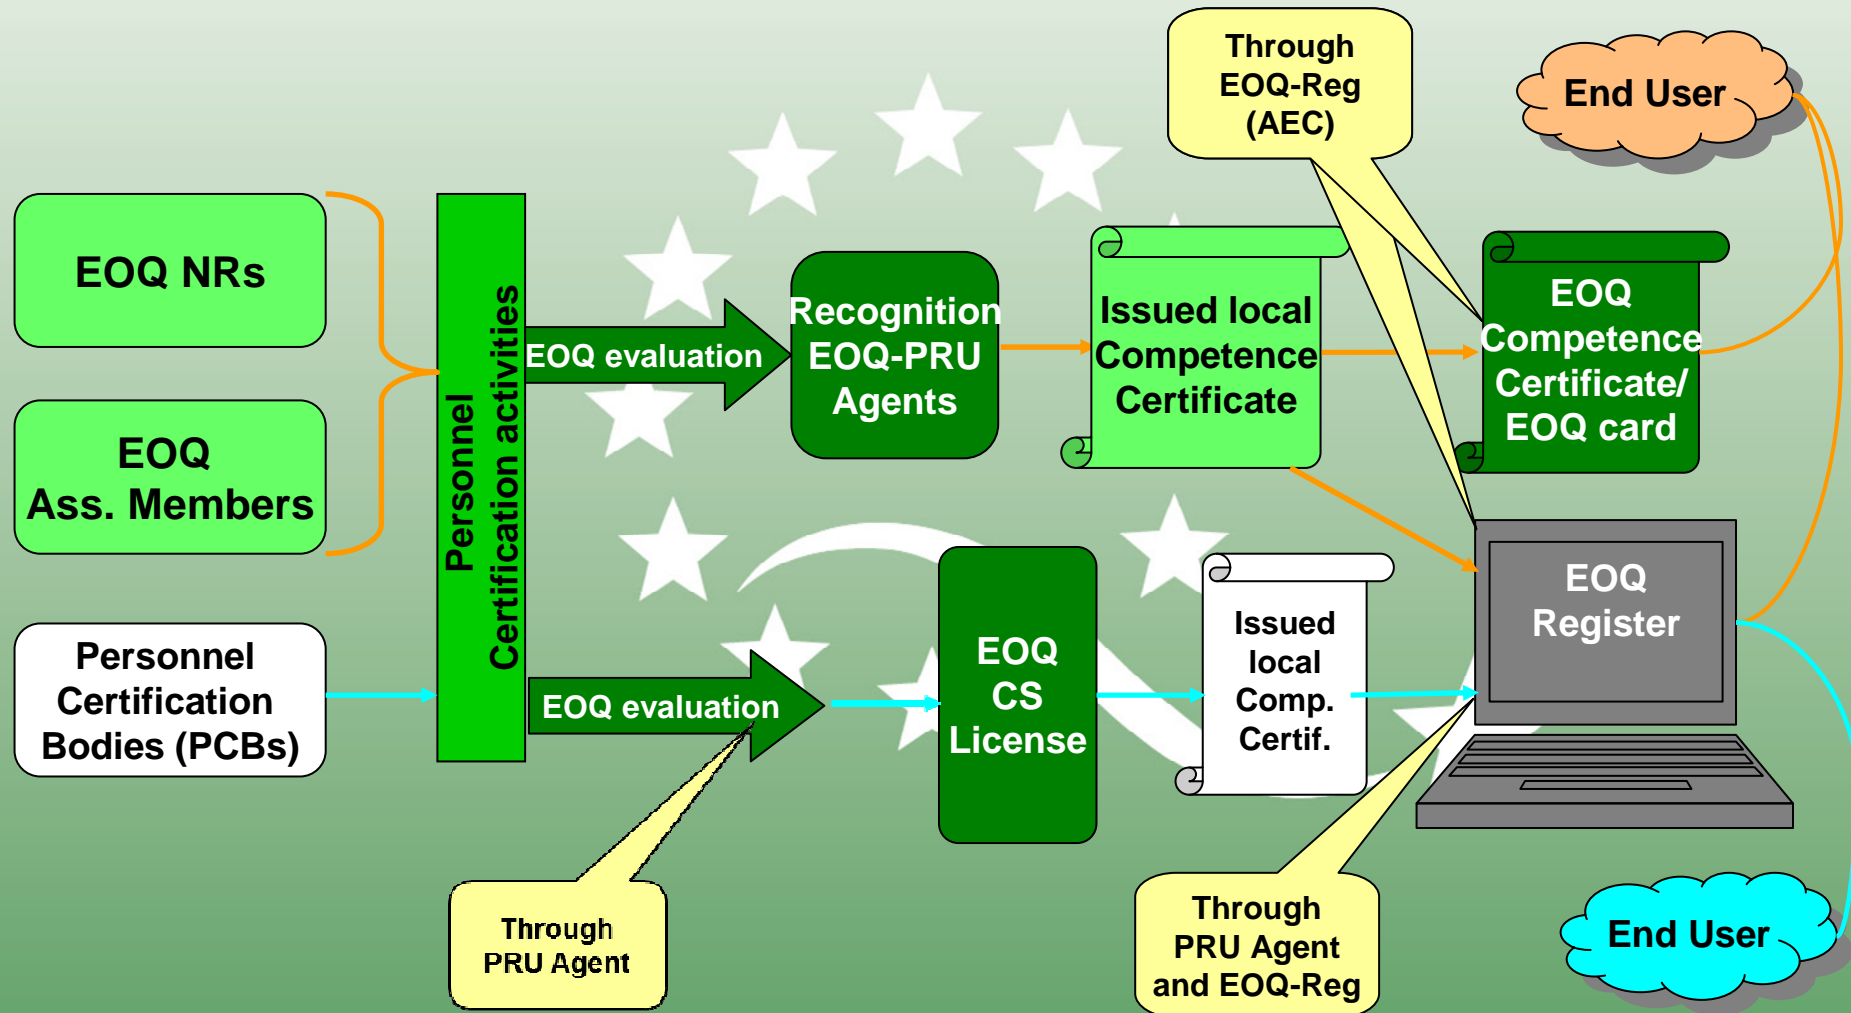 Through
EOQ-Reg
(AEC)
End User
EOQ NRs
EOQ
Ass. Members
Personnel
Certification
Bodies (PCBs)
Personnel
Certification activities
EOQ evaluation
Recognition
EOQ-PRU
Agents
Issued local
Competence
Certificate
EOQ
Competence
Certificate/
EOQ card
EOQ evaluation
EOQ
CS
License
Issued
local
Comp.
Certif.
EOQ
Register
Through
PRU Agent
Through
PRU Agent
and EOQ-Reg
End User